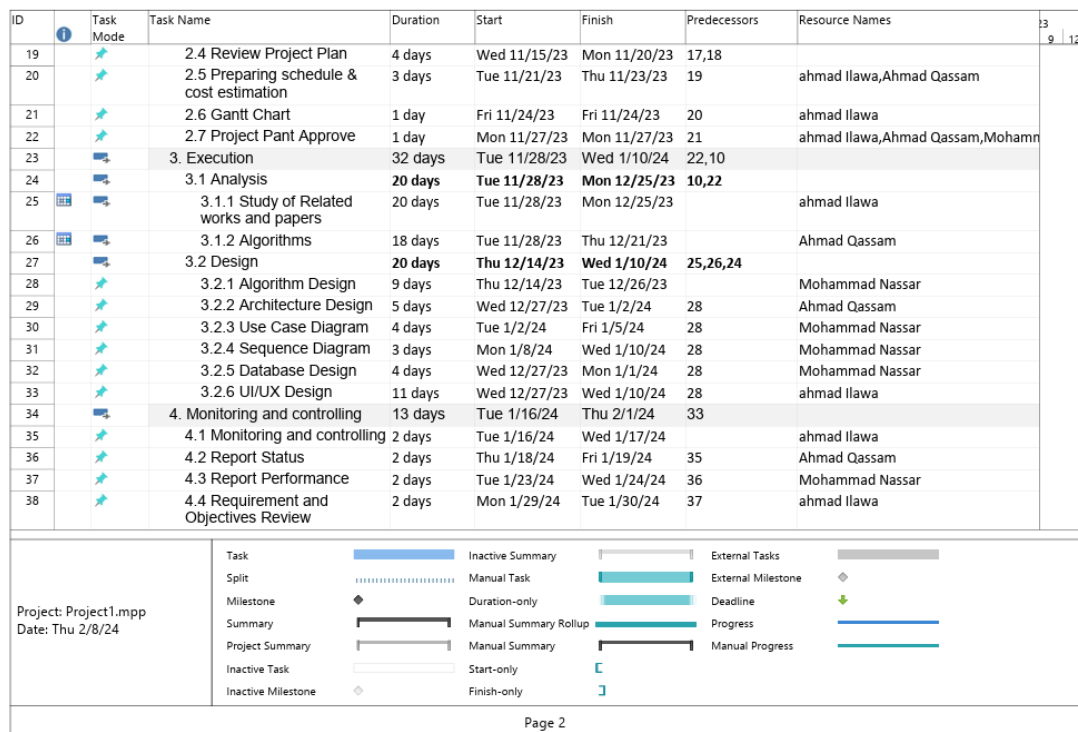 ID Task Mode Task Name Duration Start Finish Predecessors Resource Names 23
9 12
19 2.4 Review Project Plan 4 days Wed 11/15/23 Mon 11/20/23 17,18
20 2.5 Preparing schedule & cost estimation 3 days Tue 11/21/23 Thu 11/23/23 19 ahmad Ilawa,Ahmad Qassam
21 2.6 Gantt Chart 1 day Fri 11/24/23 Fri 11/24/23 20 ahmad Ilawa
22 2.7 Project Pant Approve 1 day Mon 11/27/23 Mon 11/27/23 21 ahmad Ilawa,Ahmad Qassam,Mohamm
23 3. Execution 32 days Tue 11/28/23 Wed 1/10/24 22,10
24 3.1 Analysis 20 days Tue 11/28/23 Mon 12/25/23 10,22
25 3.1.1 Study of Related works and papers 20 days Tue 11/28/23 Mon 12/25/23 ahmad Ilawa
26 3.1.2 Algorithms 18 days Tue 11/28/23 Thu 12/21/23 Ahmad Qassam
27 3.2 Design 20 days Thu 12/14/23 Wed 1/10/24 25,26,24
28 3.2.1 Algorithm Design 9 days Thu 12/14/23 Tue 12/26/23 Mohammad Nassar
29 3.2.2 Architecture Design 5 days Wed 12/27/23 Tue 1/2/24 28 Ahmad Qassam
30 3.2.3 Use Case Diagram 4 days Tue 1/2/24 Fri 1/5/24 28 Mohammad Nassar
31 3.2.4 Sequence Diagram 3 days Mon 1/8/24 Wed 1/10/24 28 Mohammad Nassar
32 3.2.5 Database Design 4 days Wed 12/27/23 Mon 1/1/24 28 Mohammad Nassar
33 3.2.6 UI/UX Design 11 days Wed 12/27/23 Wed 1/10/24 28 ahmad Ilawa
34 4. Monitoring and controlling 13 days Tue 1/16/24 Thu 2/1/24 33
35 4.1 Monitoring and controlling 2 days Tue 1/16/24 Wed 1/17/24 ahmad Ilawa
36 4.2 Report Status 2 days Thu 1/18/24 Fri 1/19/24 35 Ahmad Qassam
37 4.3 Report Performance 2 days Tue 1/23/24 Wed 1/24/24 36 Mohammad Nassar
38 4.4 Requirement and Objectives Review 2 days Mon 1/29/24 Tue 1/30/24 37 ahmad Ilawa
Project: Project1.mpp
Date: Thu 2/8/24
Task Inactive Summary External Tasks
Split Manual Task External Milestone
Milestone Duration-only Deadline
Summary Manual Summary Rollup Progress
Project Summary Manual Summary Manual Progress
Inactive Task Start-only
Inactive Milestone Finish-only
Page 2